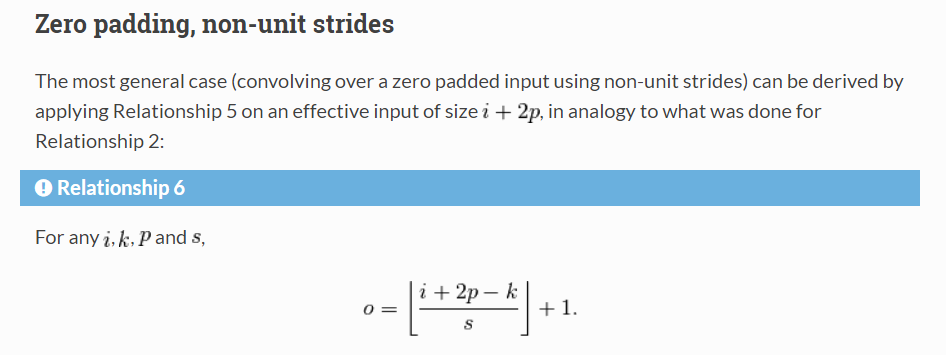 Zero padding, non-unit strides
The most general case (convolving over a zero padded input using non-unit strides) can be derived by
applying Relationship 5 on an effective input of size i + 2p, in analogy to what was done for
Relationship 2:
Relationship 6
For any i, k, p and s,
o = ⌊(i + 2p − k) / s⌋ + 1.